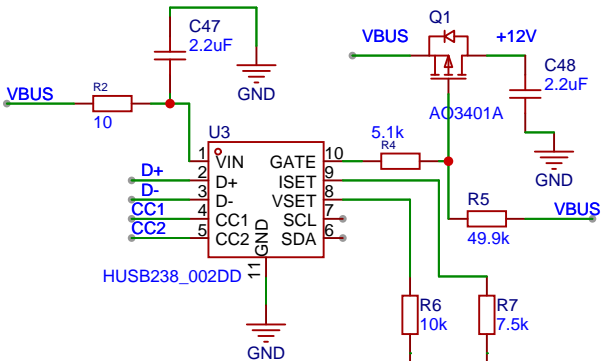 Q1
VBUS
+12V
C47
2.2uF
GND
C48
2.2uF
AO3401A
GND
VBUS
R2
10
U3
5.1k
R4
1
VIN
GATE
10
D+
2
D+
ISET
9
D-
3
D-
VSET
8
CC1
4
CC1
SCL
7
CC2
5
CC2
SDA
6
GND
11
R5
49.9k
VBUS
HUSB238_002DD
R6
10k
R7
7.5k
GND